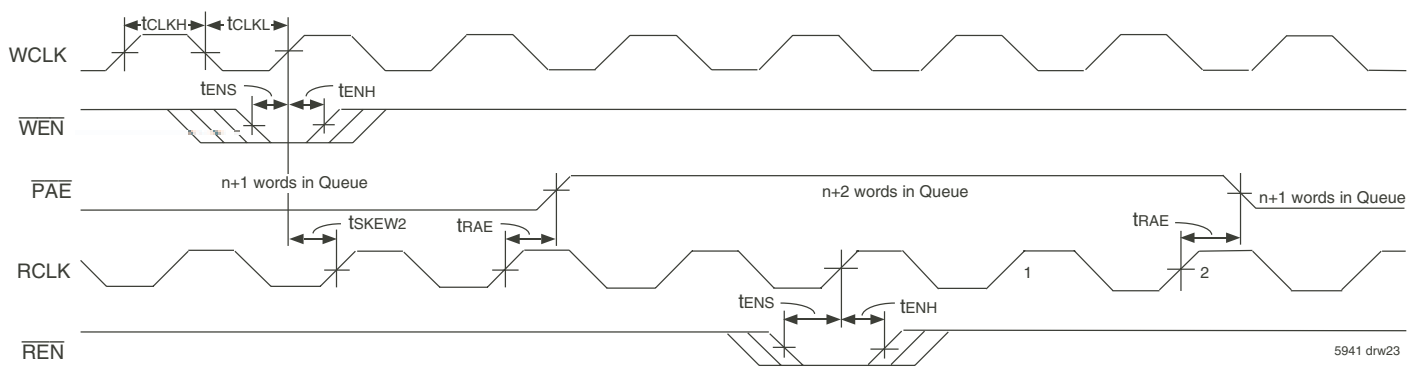 tCLKH tCLKL
WCLK
tENS tENH
WEN
PAE
n+1 words in Queue
n+2 words in Queue
n+1 words in Queue
tSKEW2 tRAE tRAE
RCLK
1 2
tENS tENH
REN
5941 drw23